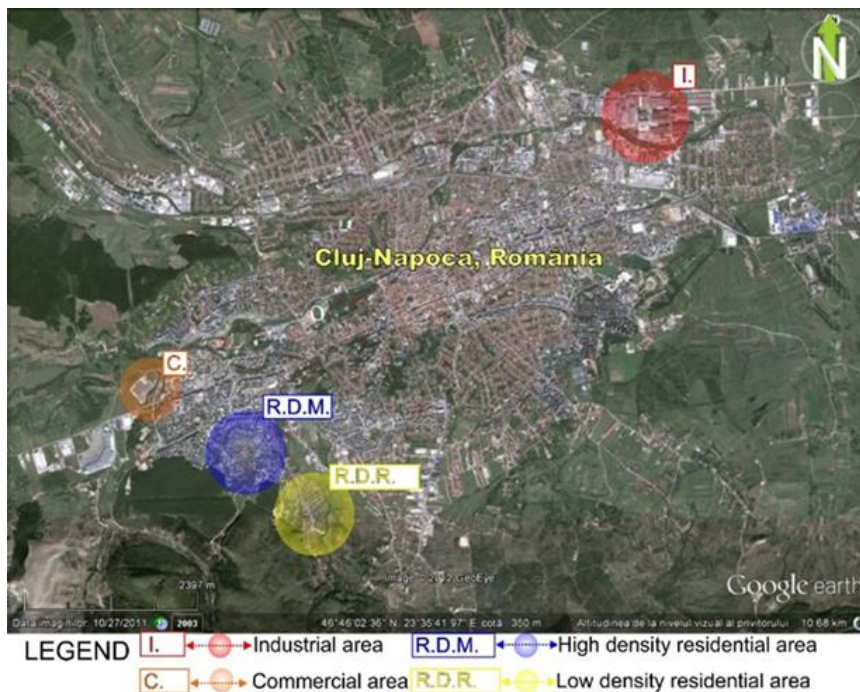 N
I.
Cluj-Napoca, România
C.
R.D.M.
R.D.R.
Image © 2012 GeoEye
2397 m
Google earth
Data imaginilor: 10/27/2011 2003 46°46'02.36" N 23°35'41.97" E cotă 350 m Altitudinea de la nivelul vizual al privitorului 10.68 km
LEGEND I. Industrial area R.D.M. High density residential area
C. Commercial area R.D.R. Low density residential area